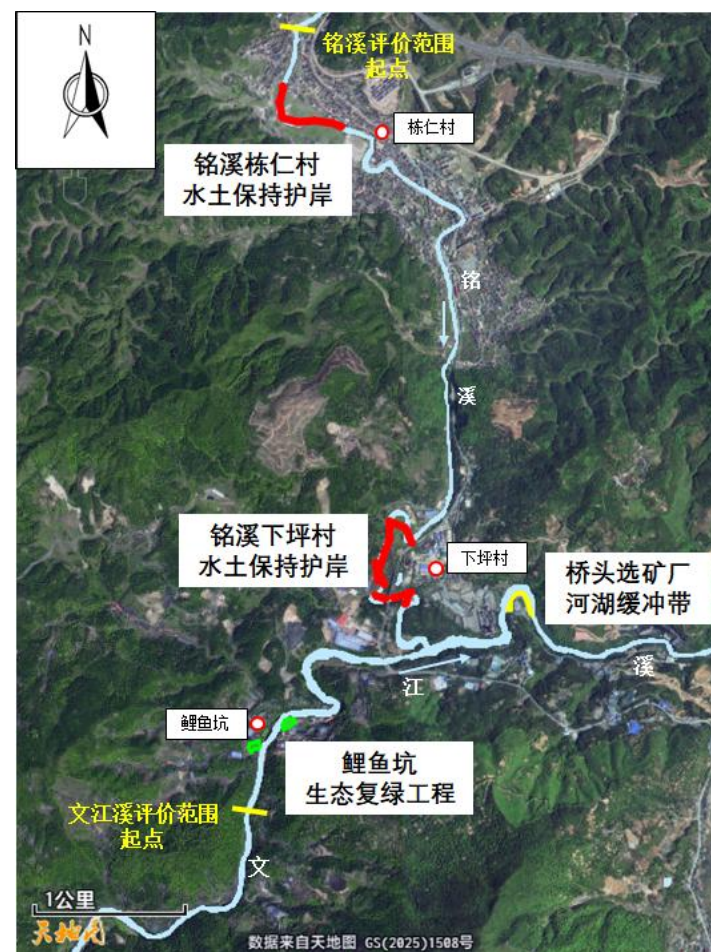 N
铭溪评价范围
起点
栋仁村
铭溪栋仁村
水土保持护岸
铭
溪
铭溪下坪村
水土保持护岸
下坪村
桥头选矿厂
河湖缓冲带
溪
江
鲤鱼坑
鲤鱼坑
生态复绿工程
文江溪评价范围
起点
文
1公里
天地图
数据来自天地图 GS(2025)1508号